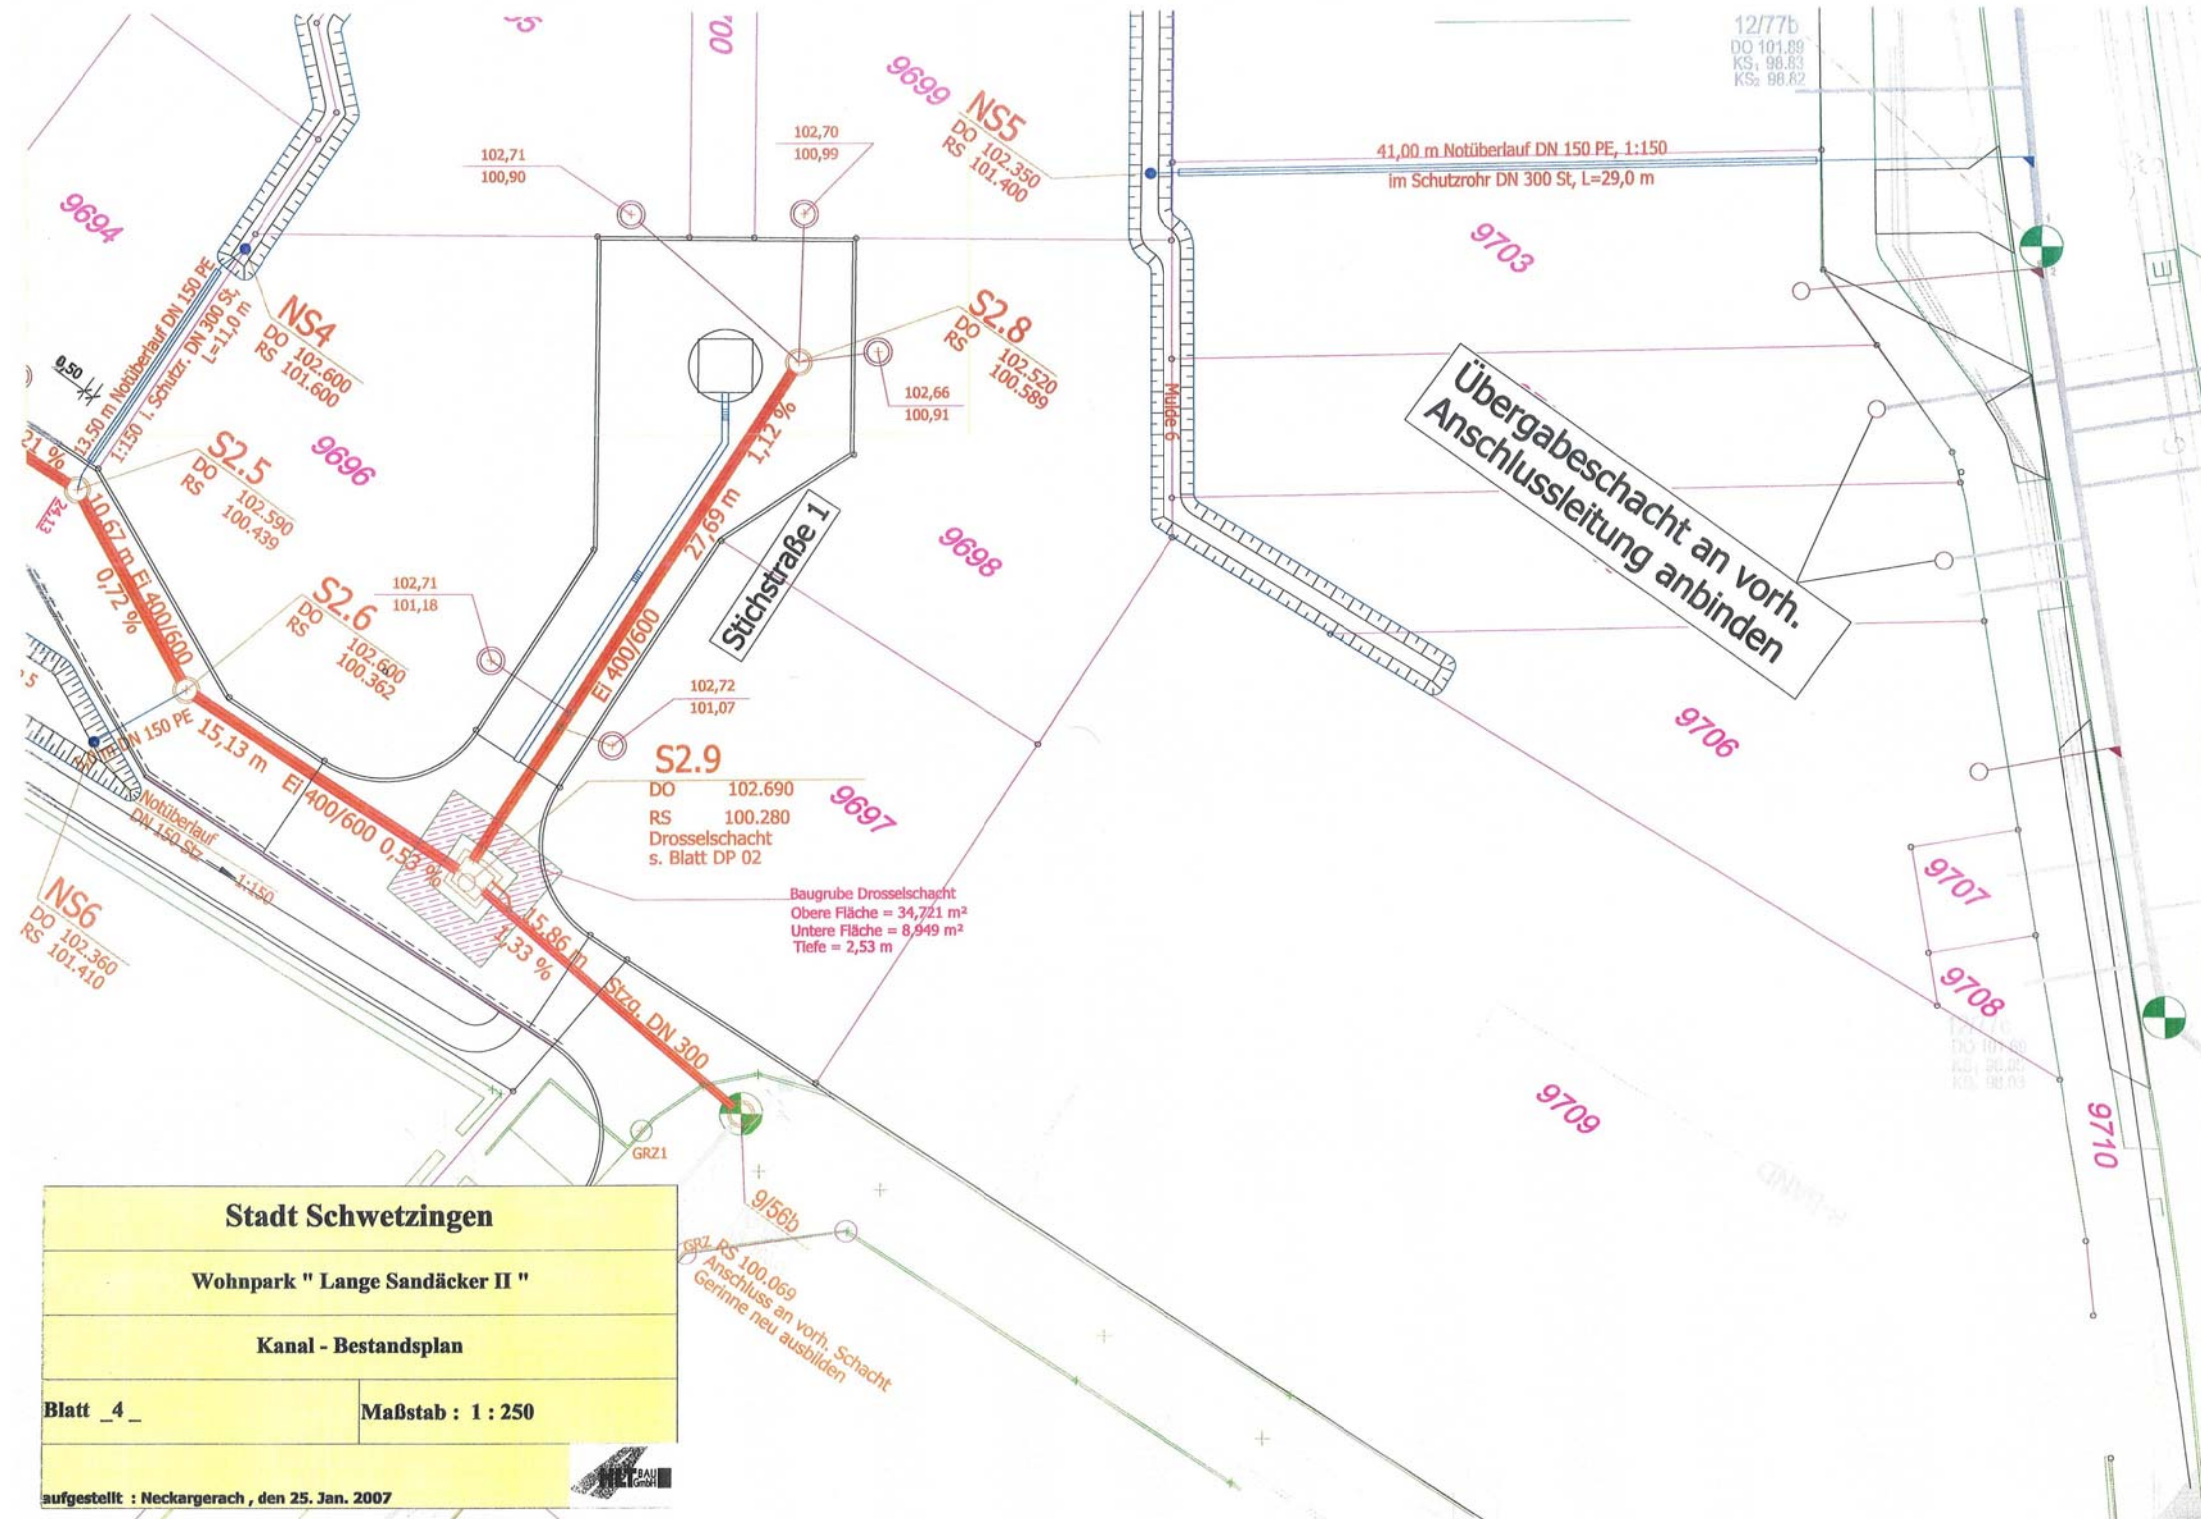 9699
12/77b
DO 101.89
KS1 98.83
KS2 98.82
NS5
DO 102.350
RS 101.400
102,70
100,99
102,71
100,90
41,00 m Notüberlauf DN 150 PE, 1:150
im Schutzrohr DN 300 St, L=29,0 m
9694
9703
13.50 m Notüberlauf DN 150 PE
1:150 i. Schutzr. DN 300 St,
L=11,0 m
NS4
DO 102.600
RS 101.600
S2.8
DO 102.520
RS 100.589
0,50
102,66
100,91
1,12 %
Mulde 6
Übergabeschacht an vorh.
Anschlussleitung anbinden
21 %
24,13
S2.5
DO 102.590
RS 100.439
9696
27,69 m
Stichstraße 1
9698
10,67 m Ei 400/600
0,72 %
S2.6
DO 102.600
RS 100.362
102,71
101,18
Ei 400/600
102,72
101,07
9706
DN 150 PE
15,13 m Ei 400/600 0,53 %
S2.9
DO 102.690
RS 100.280
Drosselschacht
s. Blatt DP 02
9697
Notüberlauf
DN 150 Stz
1:150
NS6
DO 102.360
RS 101.410
Baugrube Drosselschacht
Obere Fläche = 34,721 m²
Untere Fläche = 8,949 m²
Tiefe = 2,53 m
15,86 m Stzg. DN 300
1,33 %
9707
9708
9709
9710
GRZ1
9/56b
GRZ RS 100.069
Anschluss an vorh. Schacht
Gerinne neu ausbilden
Stadt Schwetzingen
Wohnpark " Lange Sandäcker II "
Kanal - Bestandsplan
Blatt _4_
Maßstab : 1 : 250
HLT BAU GmbH
aufgestellt : Neckargerach , den 25. Jan. 2007